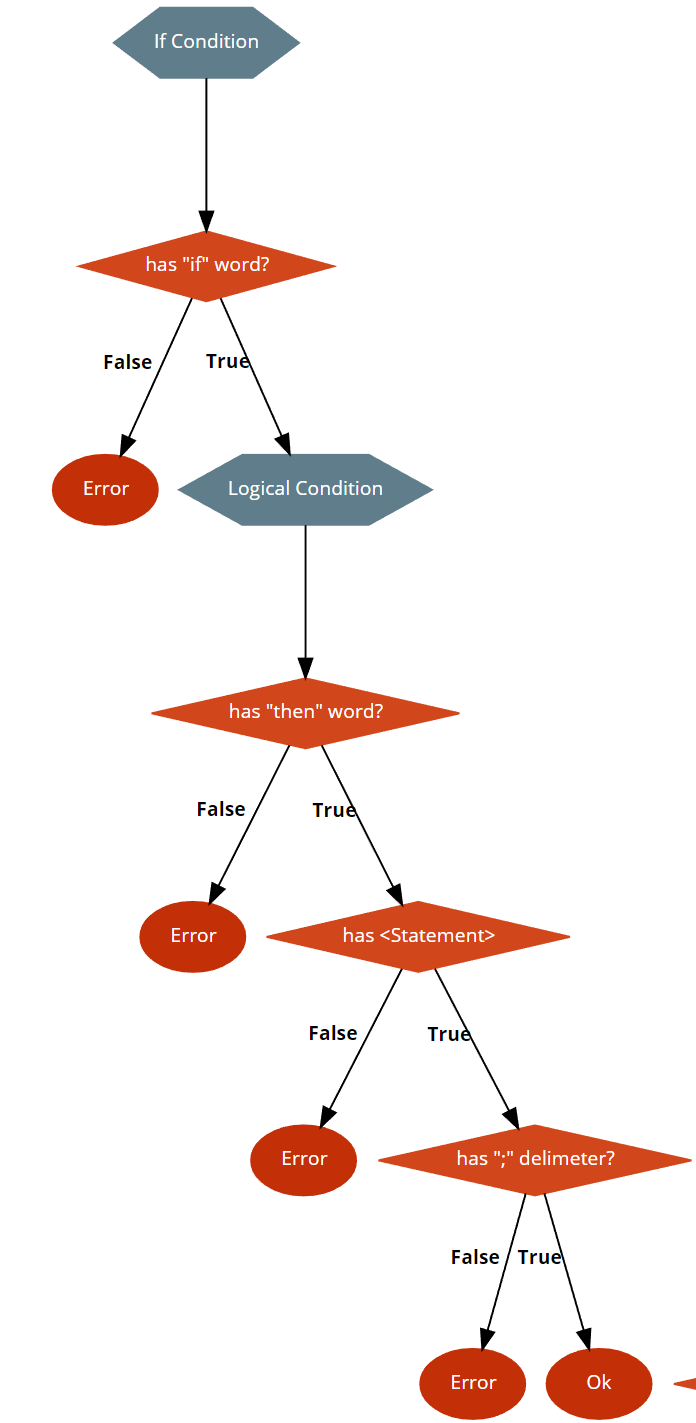 If Condition
has "if" word?
False
True
Error
Logical Condition
has "then" word?
False
True
Error
has <Statement>
False
True
Error
has ";" delimeter?
False
True
Error
Ok